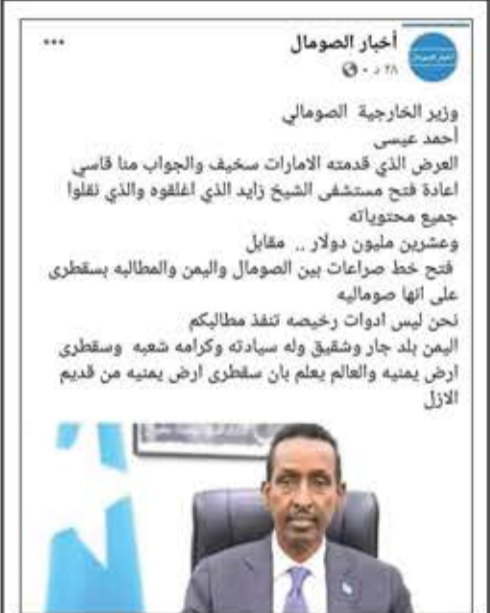 أخبار الصومال
٢٨ د
وزير الخارجية الصومالي
أحمد عيسى
العرض الذي قدمته الامارات سخيف والجواب منا قاسي
اعادة فتح مستشفى الشيخ زايد الذي اغلقوه والذي نقلوا
جميع محتوياته
وعشرين مليون دولار .. مقابل
فتح خط صراعات بين الصومال واليمن والمطالبه بسقطرى
على انها صوماليه
نحن ليس ادوات رخيصه تنفذ مطالبكم
اليمن بلد جار وشقيق وله سيادته وكرامه شعبه وسقطرى
ارض يمنيه والعالم يعلم بان سقطرى ارض يمنيه من قديم
الازل